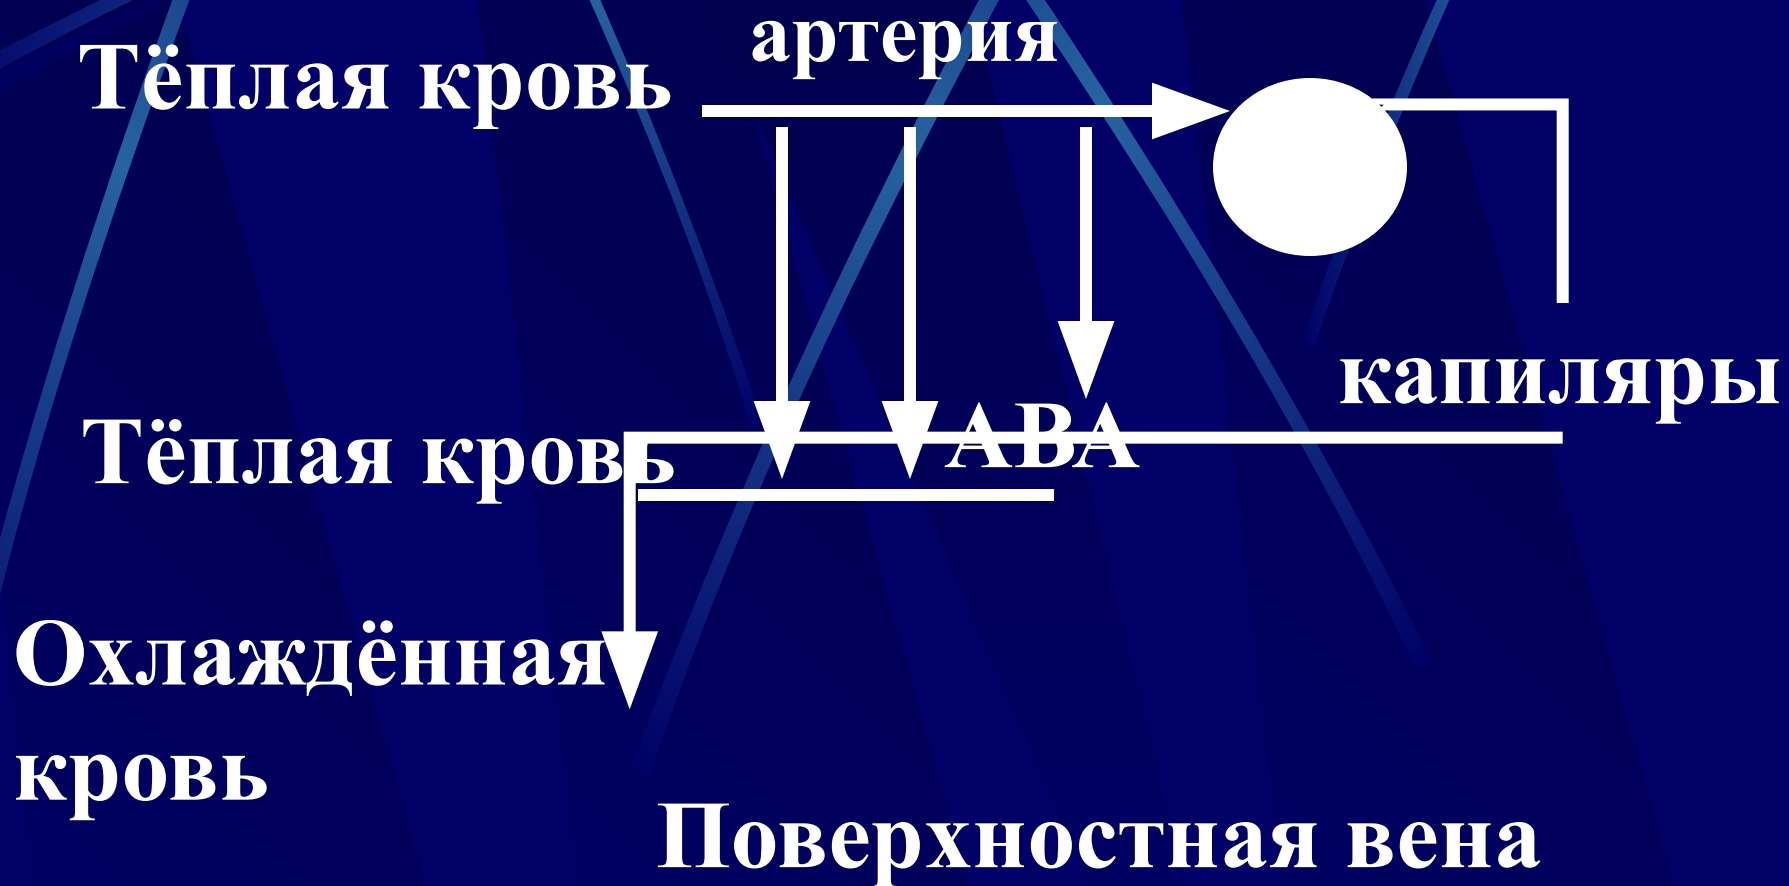 артерия
Тёплая кровь
капиляры
АВА
Тёплая кровь
Охлаждённая
кровь
Поверхностная вена